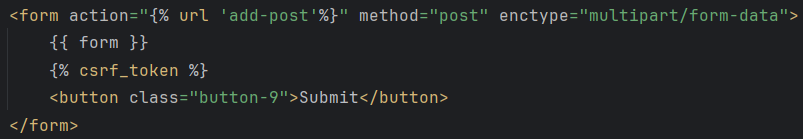 <form action="{% url 'add-post'%}" method="post" enctype="multipart/form-data">
    {{ form }}
    {% csrf_token %}
    <button class="button-9">Submit</button>
</form>